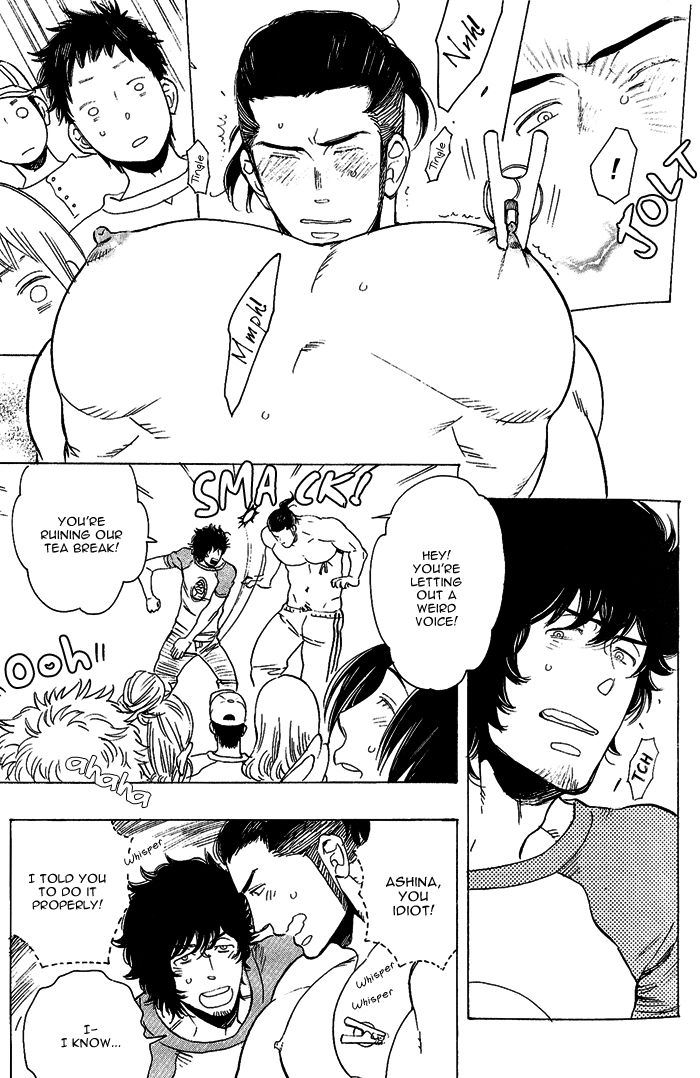 JOLT
!
Nnh!
Tingle
Tingle
Mmph!
HEY!
YOU'RE
LETTING
OUT A
WEIRD
VOICE!
SMACK!
YOU'RE
RUINING OUR
TEA BREAK!
Ooh!!
ahaha
TCH
ASHINA,
YOU
IDIOT!
Whisper
I TOLD YOU
TO DO IT
PROPERLY!
Whisper
Whisper
I-
I KNOW...